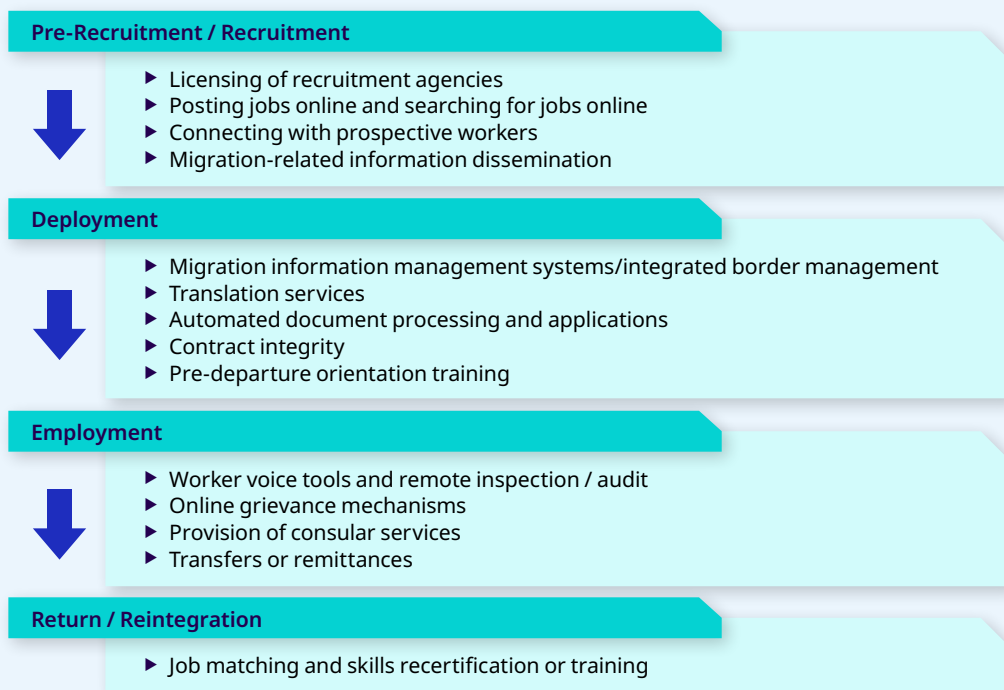 Pre-Recruitment / Recruitment
▶ Licensing of recruitment agencies
▶ Posting jobs online and searching for jobs online
▶ Connecting with prospective workers
▶ Migration-related information dissemination
Deployment
▶ Migration information management systems/integrated border management
▶ Translation services
▶ Automated document processing and applications
▶ Contract integrity
▶ Pre-departure orientation training
Employment
▶ Worker voice tools and remote inspection / audit
▶ Online grievance mechanisms
▶ Provision of consular services
▶ Transfers or remittances
Return / Reintegration
▶ Job matching and skills recertification or training